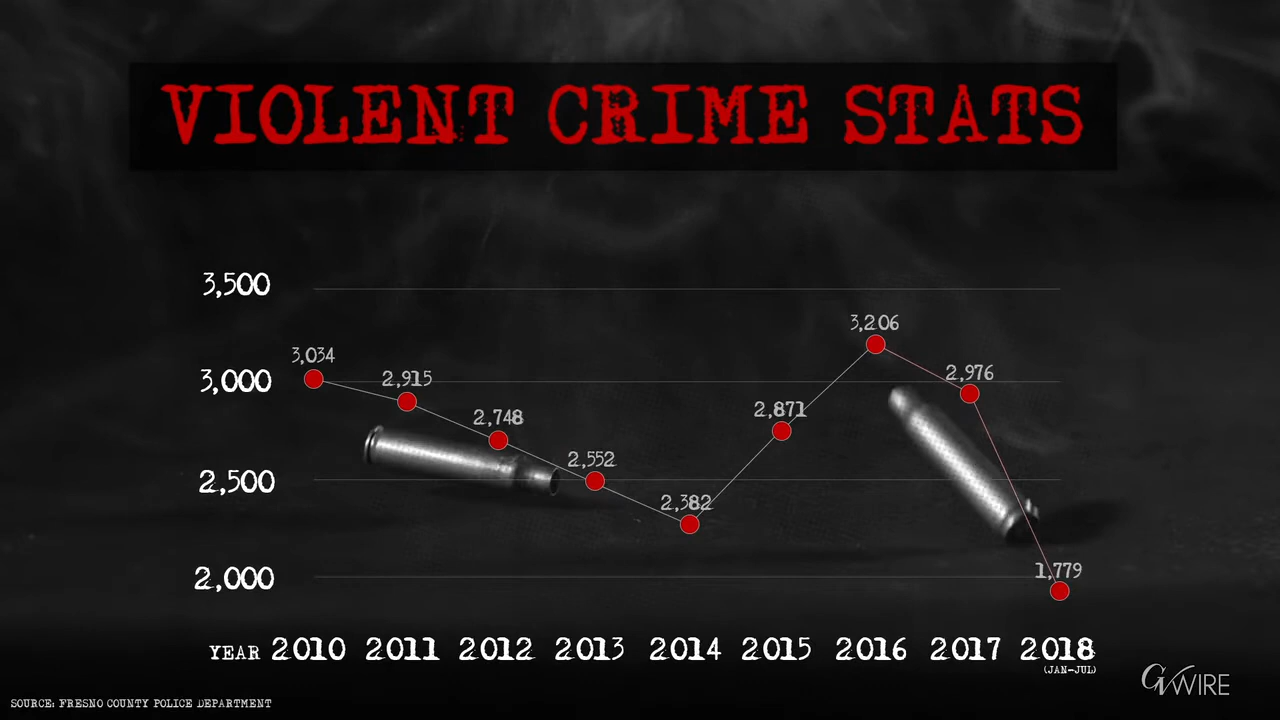 VIOLENT CRIME STATS
3,500
3,206
3,034
3,000
2,915
2,976
2,871
2,748
2,552
2,500
2,382
2,000
1,779
YEAR 2010 2011 2012 2013 2014 2015 2016 2017 2018
(JAN-JUL)
GVWIRE
SOURCE: FRESNO COUNTY POLICE DEPARTMENT